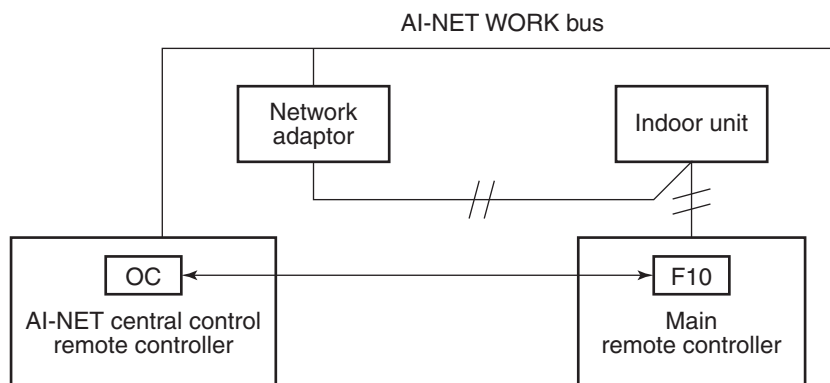 AI-NET WORK bus
Network
adaptor
Indoor unit
OC
AI-NET central control
remote controller
F10
Main
remote controller